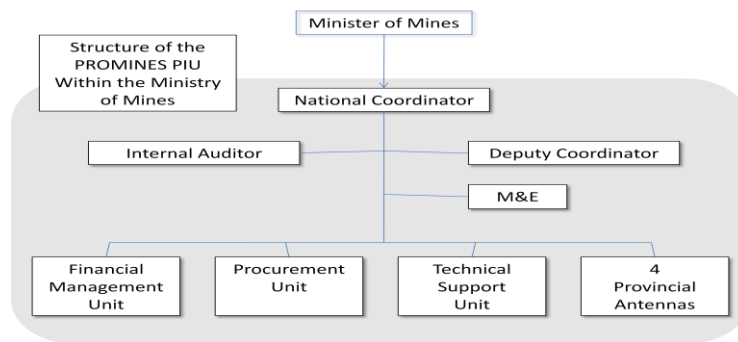 Minister of Mines
Structure of the
PROMINES PIU
Within the Ministry
of Mines
National Coordinator
Internal Auditor
Deputy Coordinator
M&E
Financial
Management
Unit
Procurement
Unit
Technical
Support
Unit
4
Provincial
Antennas